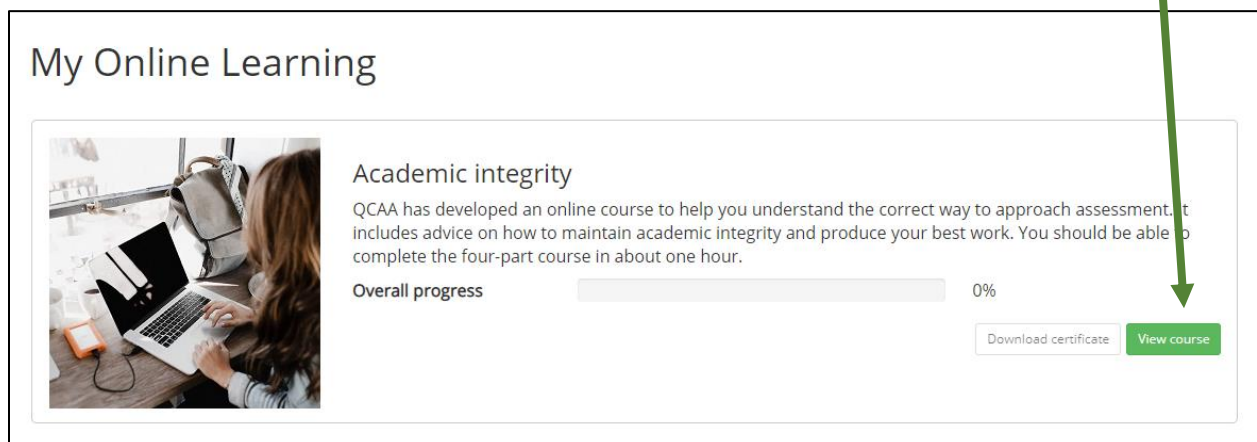 My Online Learning
Academic integrity
QCAA has developed an online course to help you understand the correct way to approach assessment. It
includes advice on how to maintain academic integrity and produce your best work. You should be able to
complete the four-part course in about one hour.
Overall progress 0%
Download certificate View course